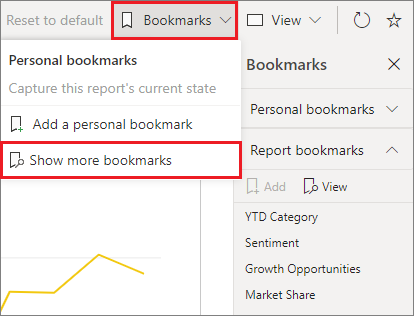 Reset to default Bookmarks View
Personal bookmarks
Capture this report's current state
Add a personal bookmark
Show more bookmarks
Bookmarks
Personal bookmarks
Report bookmarks
Add View
YTD Category
Sentiment
Growth Opportunities
Market Share